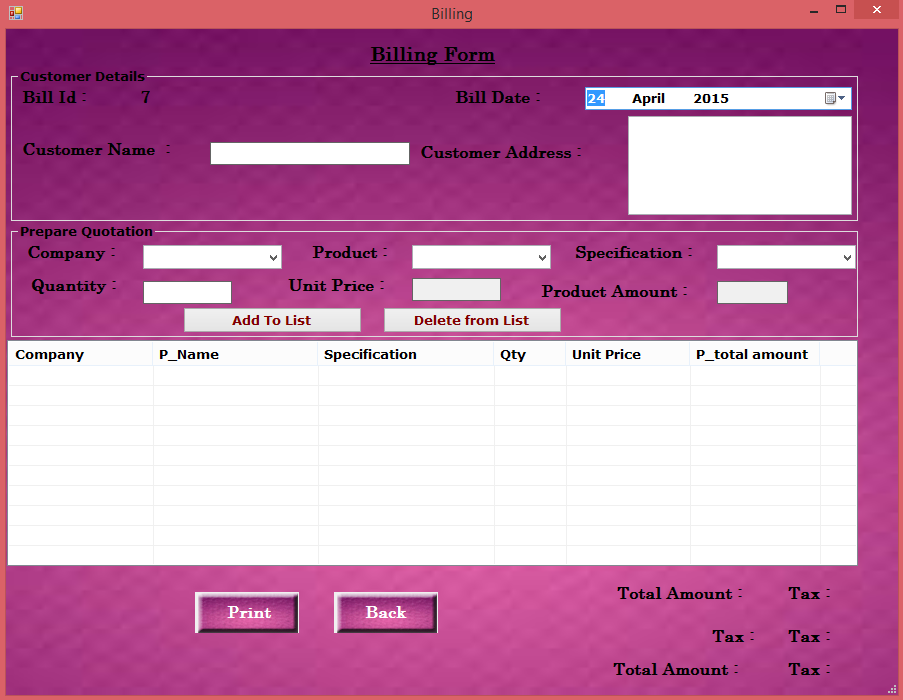 Billing
Billing Form
Customer Details
Bill Id :   7   Bill Date :   24 April 2015
Customer Name :   Customer Address :
Prepare Quotation
Company :   Product :   Specification :
Quantity :   Unit Price :   Product Amount :
Add To List   Delete from List
Company   P_Name   Specification   Qty   Unit Price   P_total amount
Print   Back
Total Amount :   Tax :
Tax :   Tax :
Total Amount :   Tax :